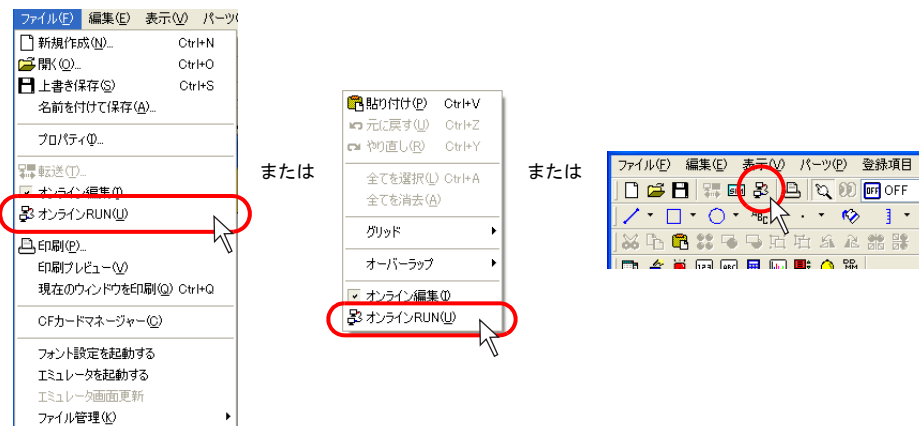 ファイル(F) 編集(E) 表示(V) パーツ(
新規作成(N)... Ctrl+N
開く(O)... Ctrl+O
上書き保存(S) Ctrl+S
名前を付けて保存(A)...
プロパティ(I)...
転送(T)...
オンライン編集(I)
オンラインRUN(U)
印刷(P)...
印刷プレビュー(V)
現在のウィンドウを印刷(Q) Ctrl+Q
CFカードマネージャー(C)
フォント設定を起動する
エミュレータを起動する
エミュレータ画面更新
ファイル管理(K)
または
貼り付け(P) Ctrl+V
元に戻す(U) Ctrl+Z
やり直し(R) Ctrl+Y
全てを選択(L) Ctrl+A
全てを消去(A)
グリッド
オーバーラップ
オンライン編集(I)
オンラインRUN(U)
または
ファイル(F) 編集(E) 表示(V) パーツ(P) 登録項目
OFF OFF
ABC
123 ABC